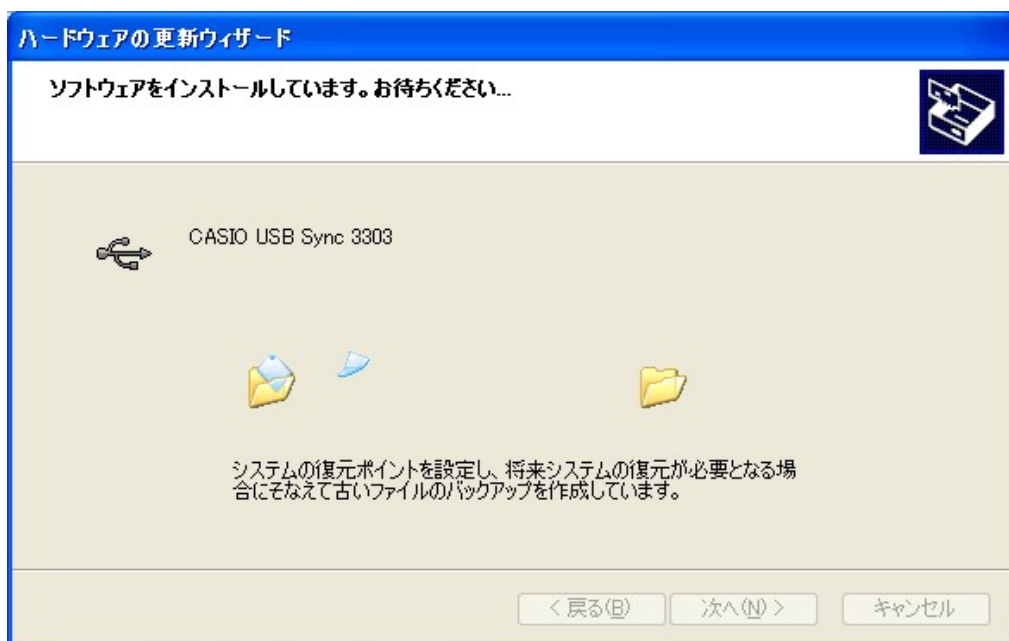 ハードウェアの更新ウィザード
ソフトウェアをインストールしています。お待ちください...
CASIO USB Sync 3303
システムの復元ポイントを設定し、将来システムの復元が必要となる場
合にそなえて古いファイルのバックアップを作成しています。
< 戻る(B)
次へ(N) >
キャンセル